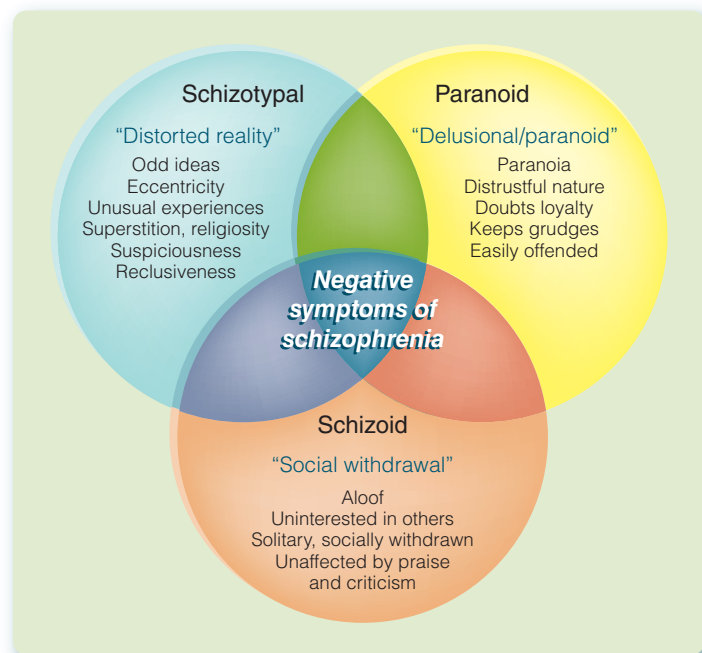 Schizotypal
“Distorted reality”
Odd ideas
Eccentricity
Unusual experiences
Superstition, religiosity
Suspiciousness
Reclusiveness
Paranoid
“Delusional/paranoid”
Paranoia
Distrustful nature
Doubts loyalty
Keeps grudges
Easily offended
Negative
symptoms of
schizophrenia
Schizoid
“Social withdrawal”
Aloof
Uninterested in others
Solitary, socially withdrawn
Unaffected by praise
and criticism